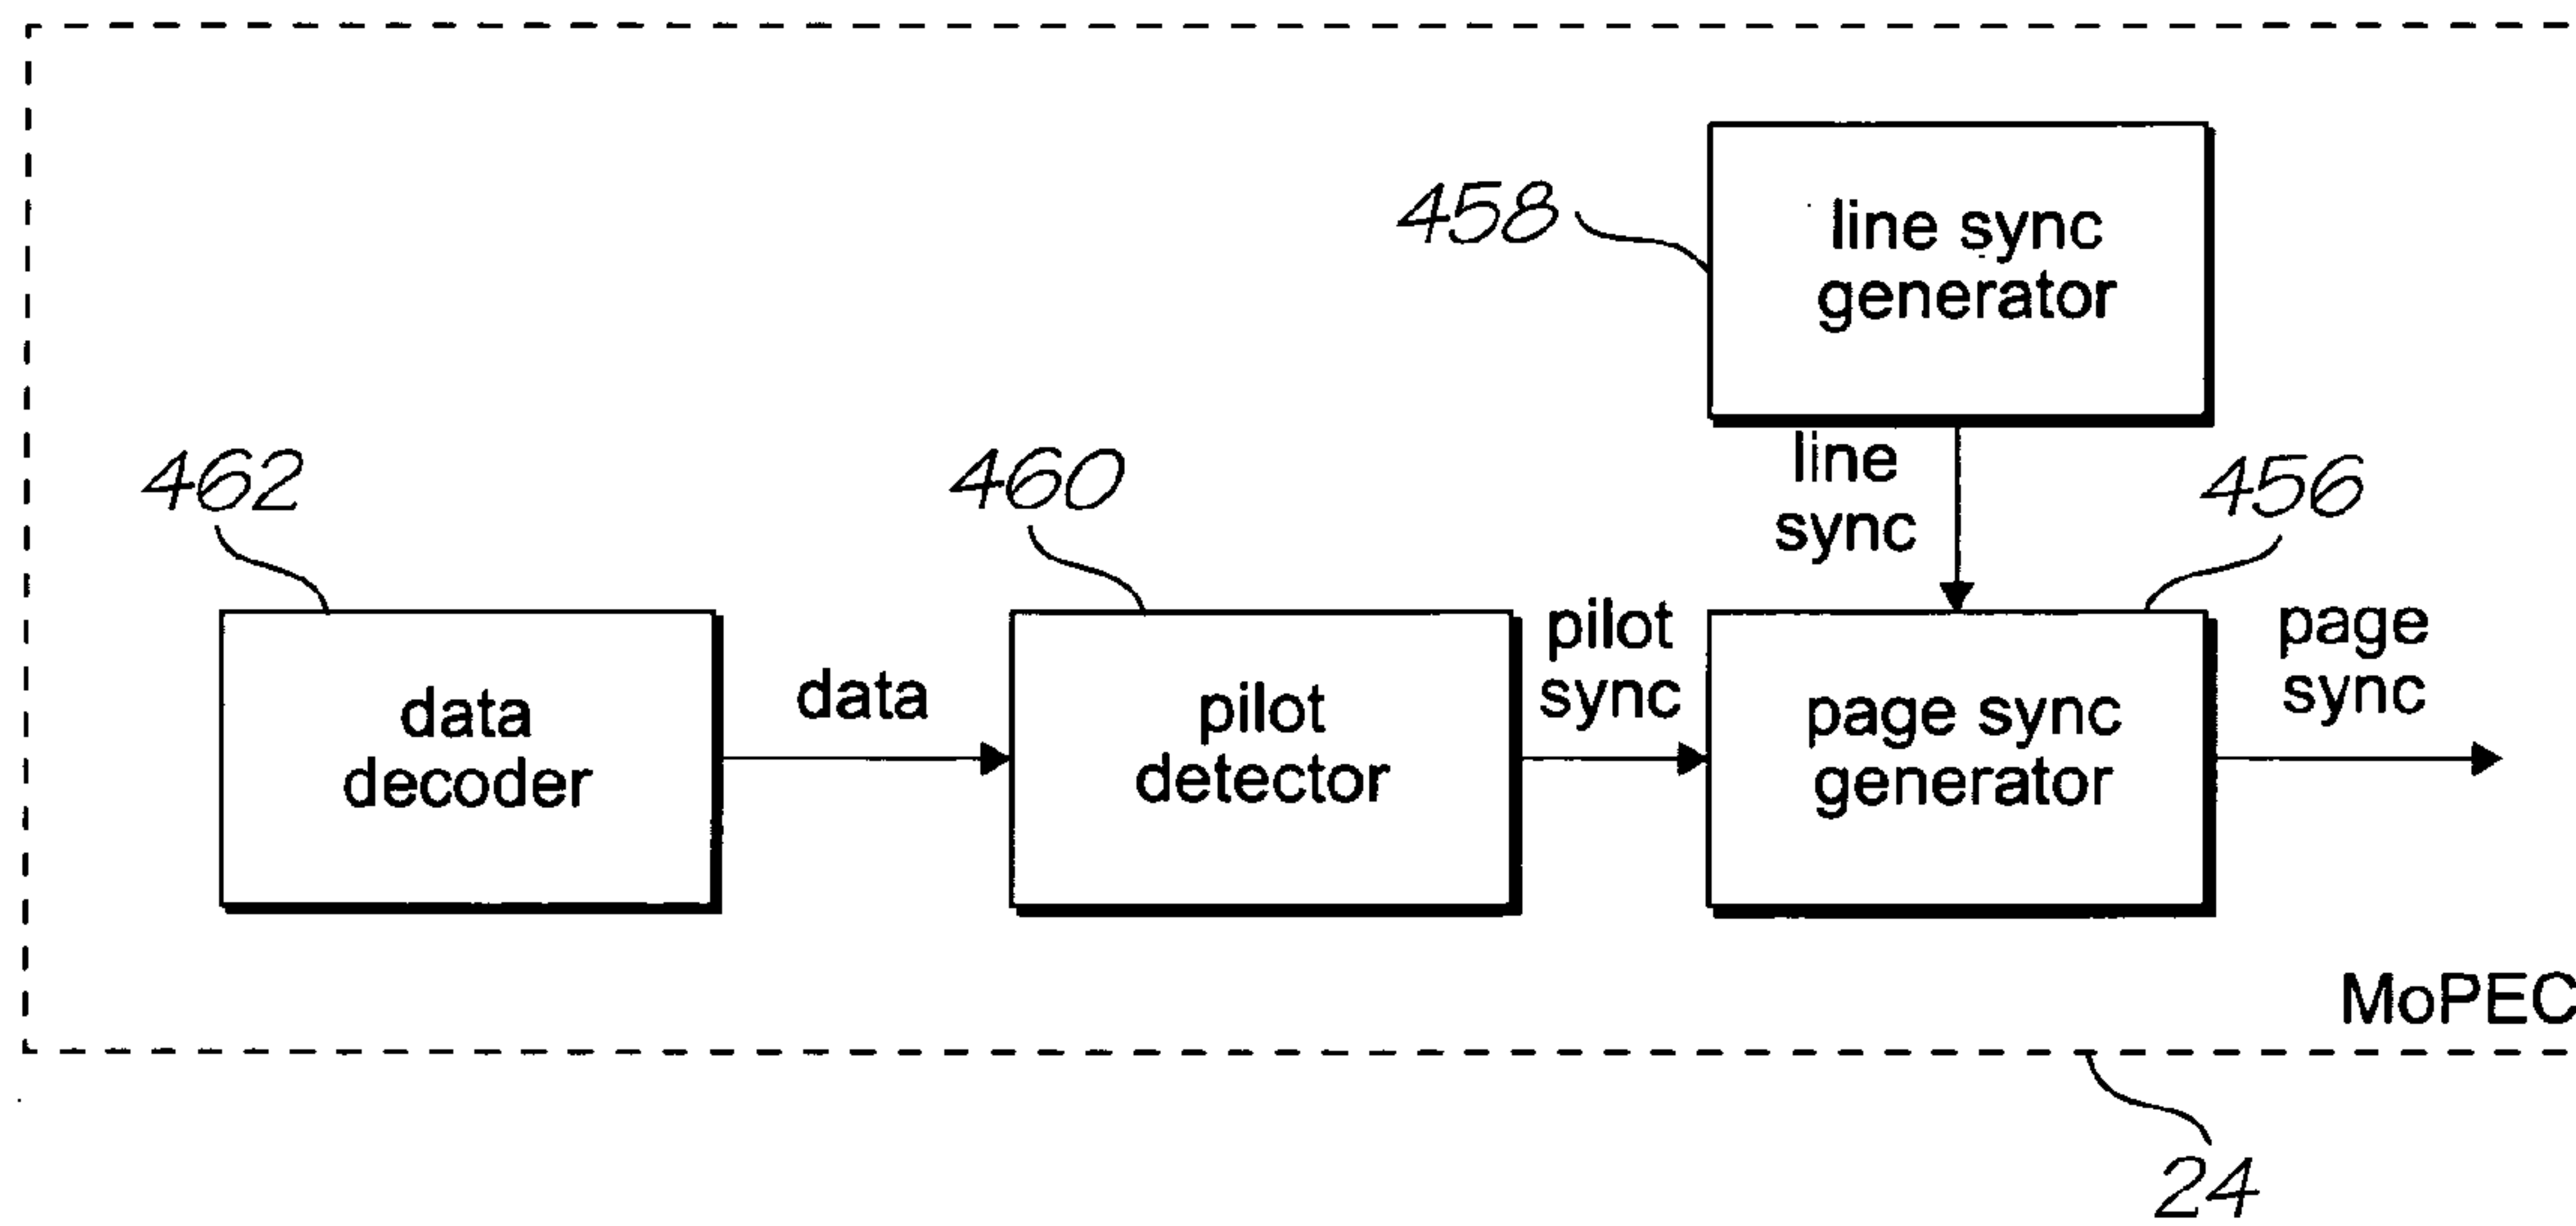 458
line sync
generator
line
sync
462
460
456
data
decoder
data
pilot
detector
pilot
sync
page sync
generator
page
sync
MoPEC
24